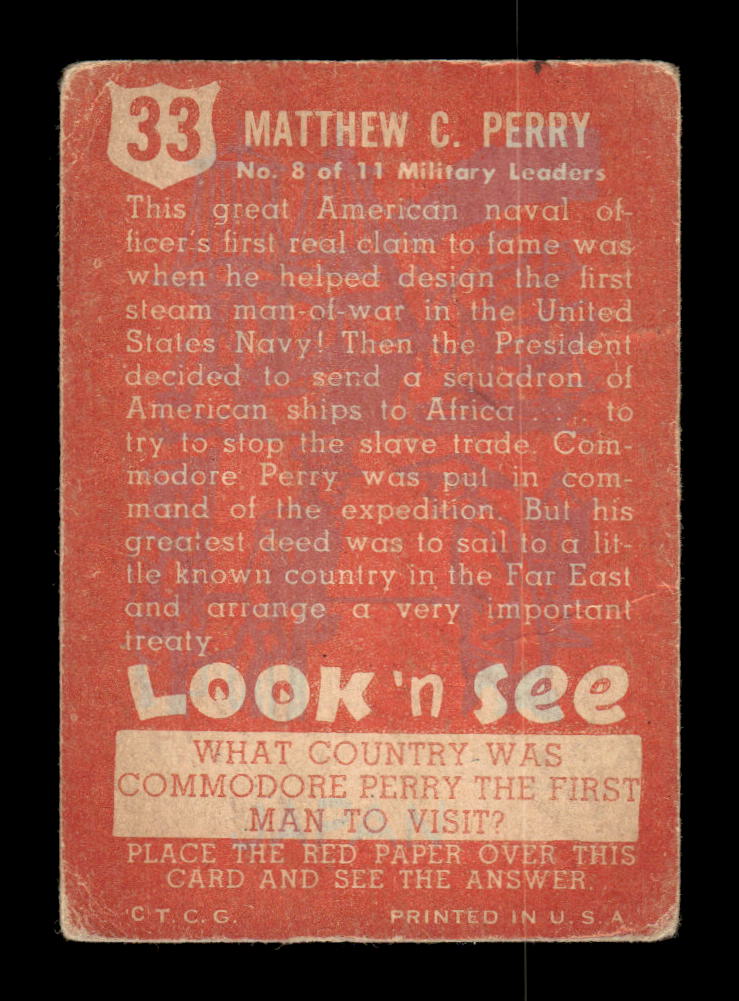 33
MATTHEW C. PERRY
No. 8 of 11 Military Leaders
This great American naval of-
ficer's first real claim to fame was
when he helped design the first
steam man-of-war in the United
States Navy! Then the President
decided to send a squadron of
American ships to Africa . . . . to
try to stop the slave trade. Com-
modore Perry was put in com-
mand of the expedition. But his
greatest deed was to sail to a lit-
tle known country in the Far East
and arrange a very important
treaty.
LOOK 'n SEE
WHAT COUNTRY WAS
COMMODORE PERRY THE FIRST
MAN TO VISIT?
PLACE THE RED PAPER OVER THIS
CARD AND SEE THE ANSWER.
©T.C.G. PRINTED IN U.S.A.